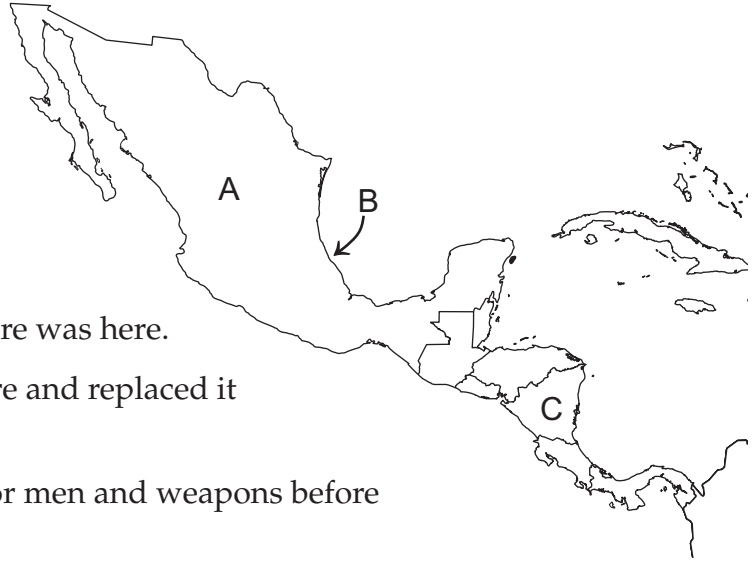 A
B
re was here.
re and replaced it
C
or men and weapons before